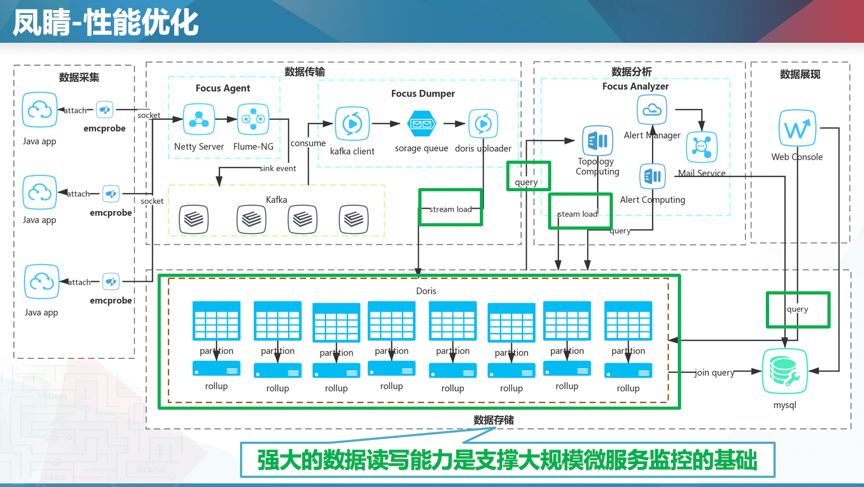 凤睛-性能优化
数据采集
数据传输
数据分析
数据展现
Focus Agent
Focus Dumper
Focus Analyzer
attach
emcprobe
Java app
socket
Netty Server
Flume-NG
consume
kafka client
sorage queue
doris uploader
Topology
Computing
Alert Manager
Mail Service
Alert Computing
Web Console
sink event
Kafka
attach
emcprobe
Java app
socket
stream load
query
steam load
query
attach
emcprobe
Java app
Doris
partition
partition
partition
partition
partition
partition
partition
partition
rollup
rollup
rollup
rollup
rollup
rollup
rollup
rollup
query
join query
mysql
数据存储
强大的数据读写能力是支撑大规模微服务监控的基础